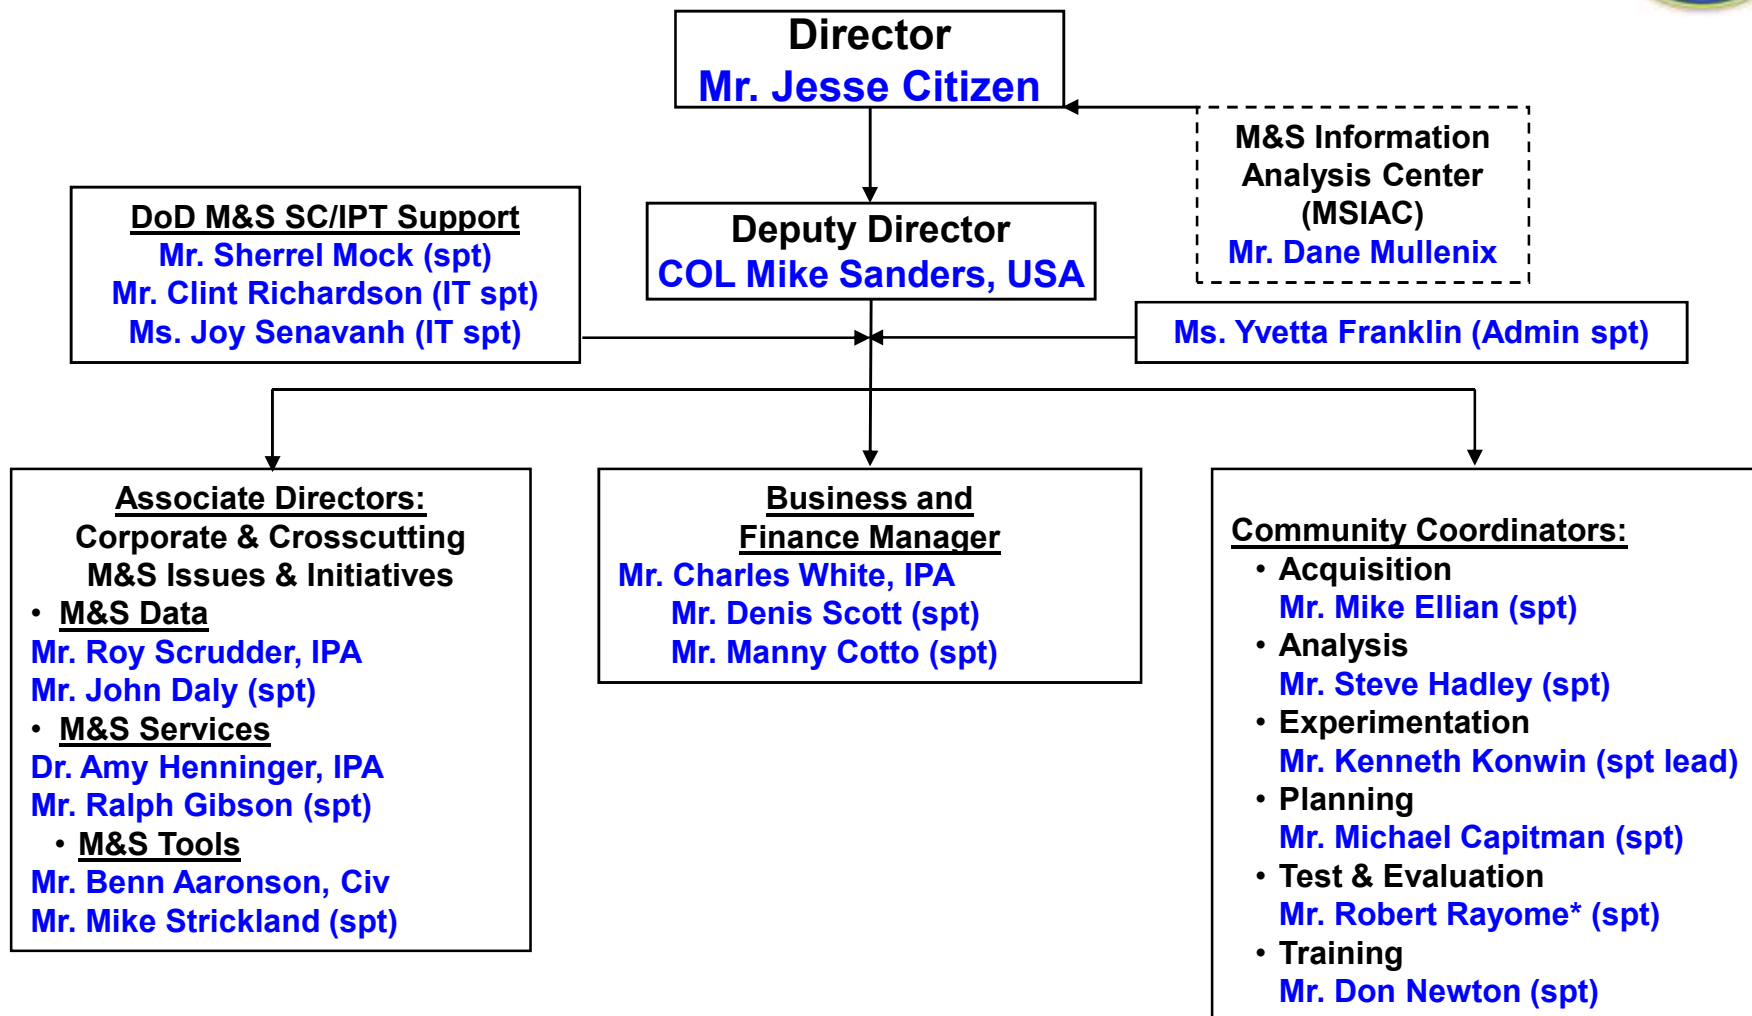 Director
Mr. Jesse Citizen
M&S Information
Analysis Center
(MSIAC)
Mr. Dane Mullenix
DoD M&S SC/IPT Support
Mr. Sherrel Mock (spt)
Mr. Clint Richardson (IT spt)
Ms. Joy Senavanh (IT spt)
Deputy Director
COL Mike Sanders, USA
Ms. Yvetta Franklin (Admin spt)
Associate Directors:
Corporate & Crosscutting
M&S Issues & Initiatives
• M&S Data
Mr. Roy Scrudder, IPA
Mr. John Daly (spt)
• M&S Services
Dr. Amy Henninger, IPA
Mr. Ralph Gibson (spt)
• M&S Tools
Mr. Benn Aaronson, Civ
Mr. Mike Strickland (spt)
Business and
Finance Manager
Mr. Charles White, IPA
Mr. Denis Scott (spt)
Mr. Manny Cotto (spt)
Community Coordinators:
• Acquisition
Mr. Mike Ellian (spt)
• Analysis
Mr. Steve Hadley (spt)
• Experimentation
Mr. Kenneth Konwin (spt lead)
• Planning
Mr. Michael Capitman (spt)
• Test & Evaluation
Mr. Robert Rayome* (spt)
• Training
Mr. Don Newton (spt)